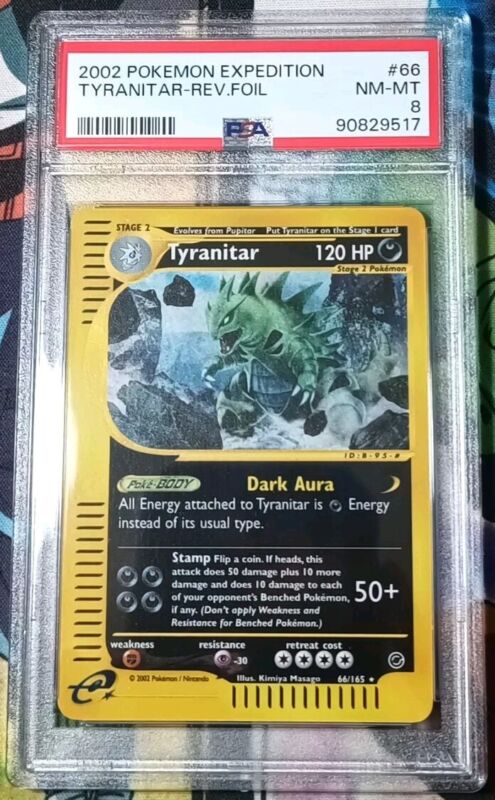 2002 POKEMON EXPEDITION #66
TYRANITAR-REV.FOIL NM-MT
8
PSA 90829517
STAGE 2 Evolves from Pupitar Put Tyranitar on the Stage 1 card
Tyranitar 120 HP
Stage 2 Pokémon
ID:B-95-#
Poké-BODY Dark Aura
All Energy attached to Tyranitar is Energy
instead of its usual type.
Stamp Flip a coin. If heads, this
attack does 50 damage plus 10 more
damage and does 10 damage to each
of your opponent's Benched Pokémon, 50+
if any. (Don't apply Weakness and
Resistance for Benched Pokémon.)
weakness resistance retreat cost
-30
e
© 2002 Pokémon / Nintendo Illus. Kimiya Masago 66/165